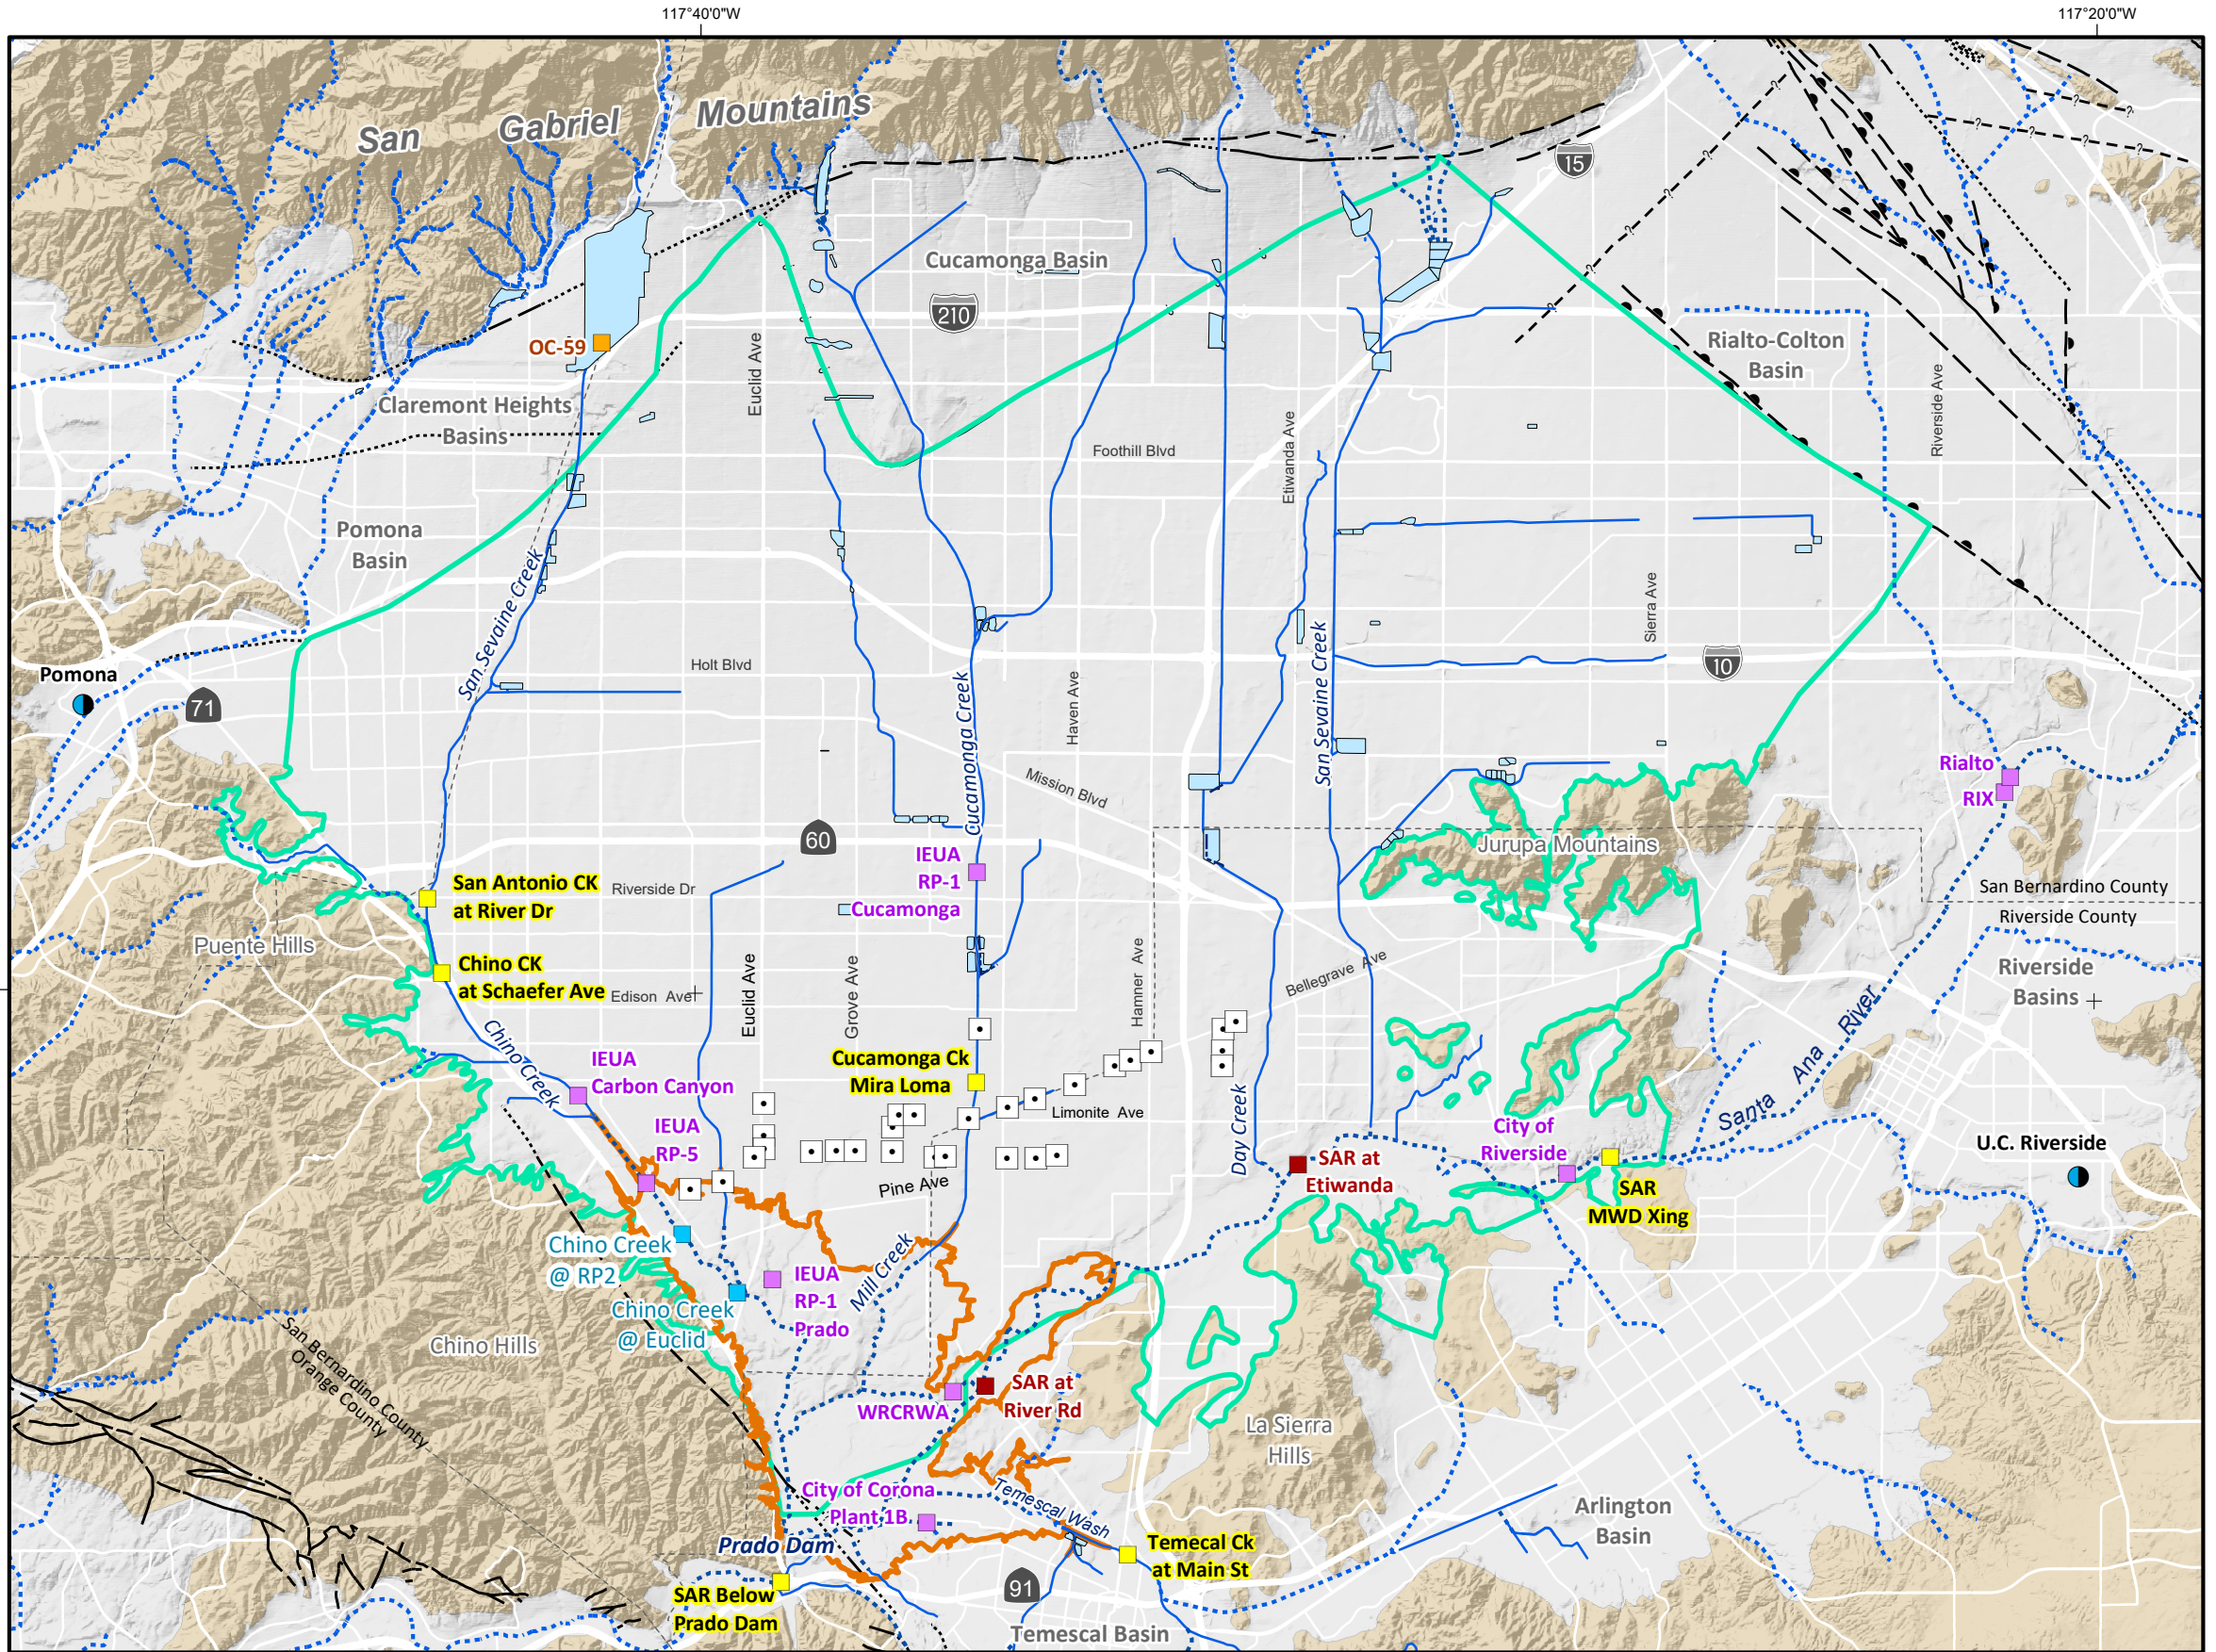 117°40'0"W
117°20'0"W
San Gabriel Mountains
15
Cucamonga Basin
210
OC-59
Euclid Ave
Rialto-Colton
Basin
Riverside Ave
Claremont Heights
Basins
Etiwanda Ave
Foothill Blvd
Pomona
Basin
San Sevaine Creek
Sierra Ave
Holt Blvd
10
Pomona
71
Cucamonga Creek
Haven Ave
San Sevaine Creek
Mission Blvd
Rialto
RIX
60
IEUA
RP-1
Cucamonga
Jurupa Mountains
San Antonio CK
at River Dr
Riverside Dr
San Bernardino County
Riverside County
Puente Hills
Chino CK
at Schaefer Ave
Edison Ave
Euclid Ave
Grove Ave
Hamner Ave
Bellegrave Ave
Riverside
Basins
Chino Creek
IEUA
Carbon Canyon
Cucamonga Ck
Mira Loma
Santa Ana River
Limonite Ave
IEUA
RP-5
Day Creek
City of
Riverside
U.C. Riverside
SAR at
Etiwanda
SAR
MWD Xing
Pine Ave
Chino Creek
@ RP2
Mill Creek
IEUA
RP-1
Prado
Chino Creek
@ Euclid
Chino Hills
San Bernardino County
Orange County
SAR at
River Rd
WRCRWA
La Sierra
Hills
City of Corona
Plant 1B
Temescal Wash
Arlington
Basin
Prado Dam
Temecal Ck
at Main St
91
SAR Below
Prado Dam
Temescal Basin